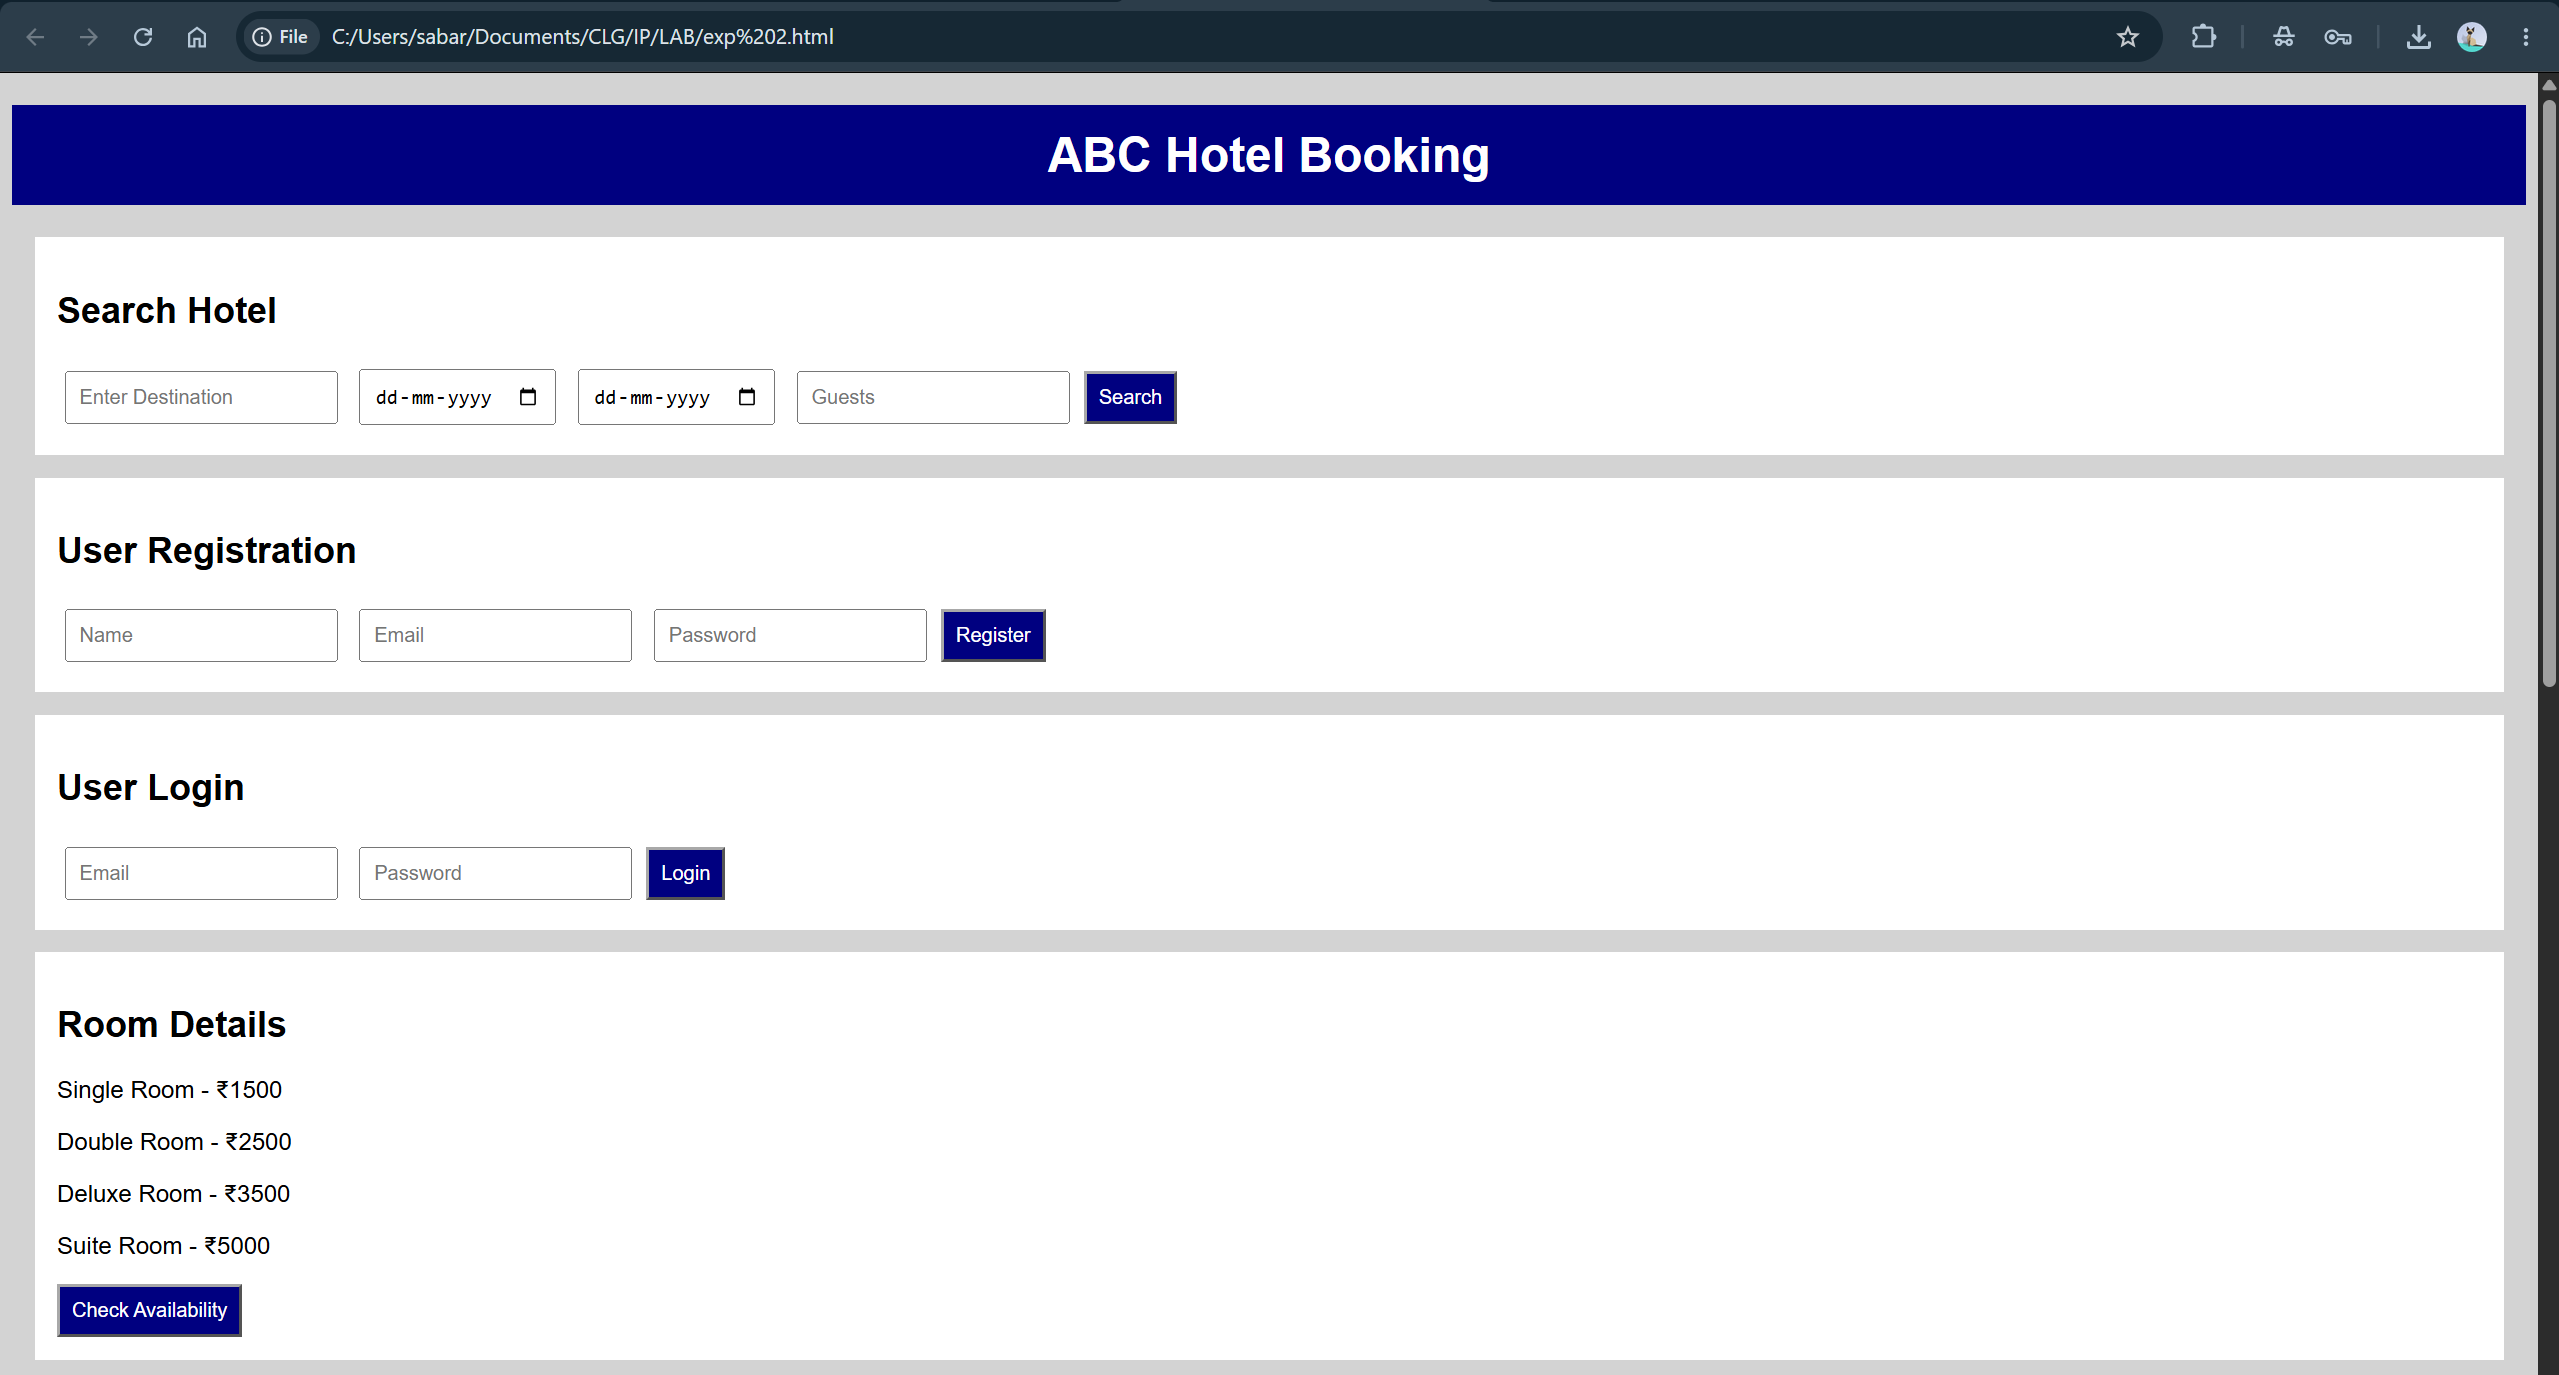 File C:/Users/sabar/Documents/CLG/IP/LAB/exp%202.html
ABC Hotel Booking
Search Hotel
Enter Destination dd-mm-yyyy dd-mm-yyyy Guests Search
User Registration
Name Email Password Register
User Login
Email Password Login
Room Details
Single Room - ₹1500
Double Room - ₹2500
Deluxe Room - ₹3500
Suite Room - ₹5000
Check Availability